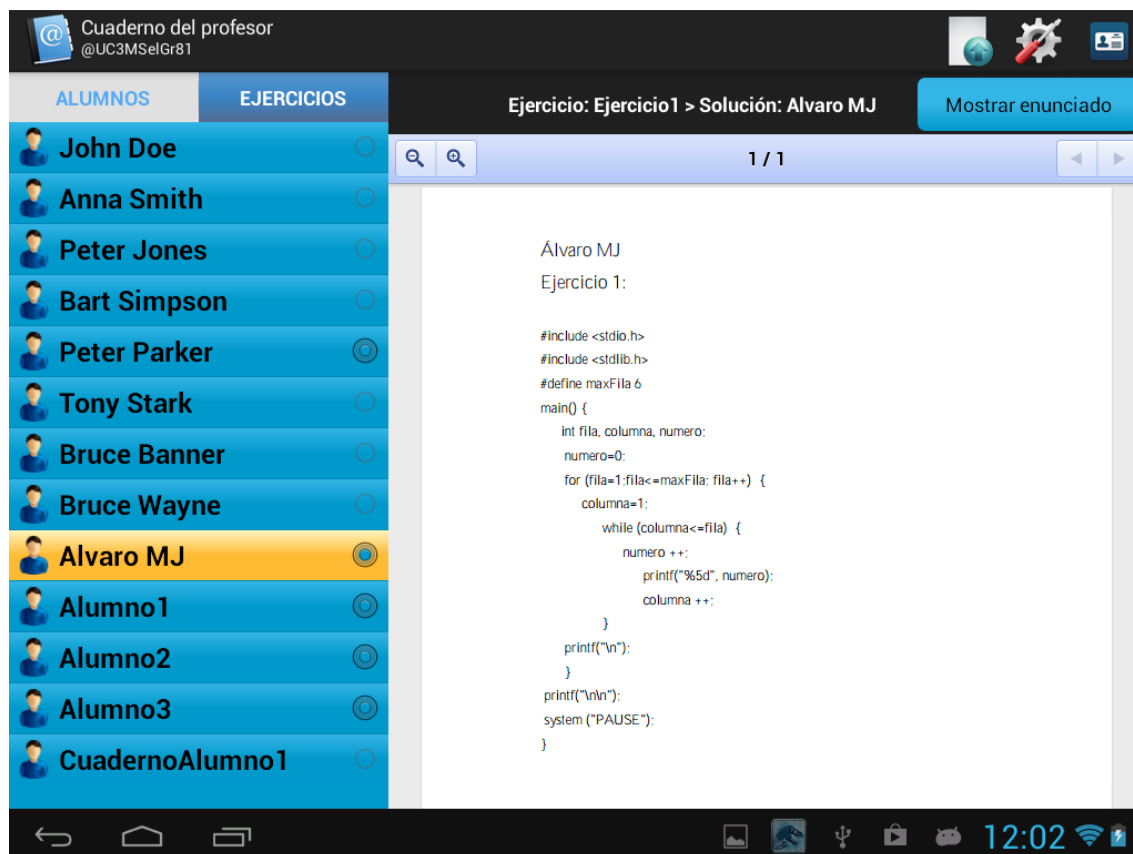 Cuaderno del profesor
@UC3MSelGr81
ALUMNOS
EJERCICIOS
John Doe
Anna Smith
Peter Jones
Bart Simpson
Peter Parker
Tony Stark
Bruce Banner
Bruce Wayne
Alvaro MJ
Alumno1
Alumno2
Alumno3
CuadernoAlumno1
Ejercicio: Ejercicio1 > Solución: Alvaro MJ
Mostrar enunciado
1 / 1
Álvaro MJ
Ejercicio 1:
#include <stdio.h>
#include <stdlib.h>
#define maxFila 6
main() {
int fila, columna, numero;
numero=0;
for (fila=1;fila<=maxFila; fila++) {
columna=1;
while (columna<=fila) {
numero ++;
printf("%5d", numero);
columna ++;
}
printf("\n");
}
printf("\n\n");
system ("PAUSE");
}
12:02